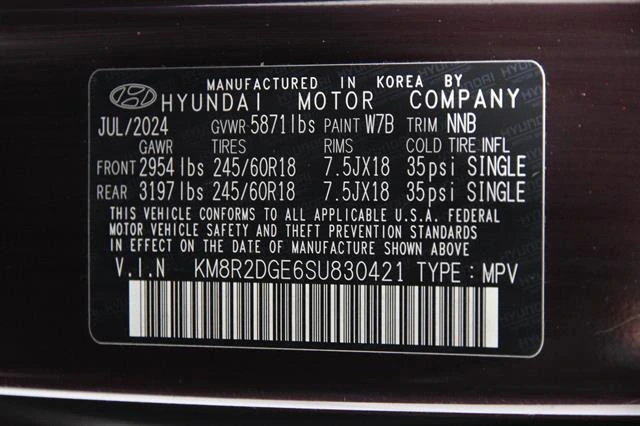 MANUFACTURED IN KOREA BY
HYUNDAI MOTOR COMPANY
JUL/2024 GVWR 5871lbs PAINT W7B TRIM NNB
GAWR TIRES RIMS COLD TIRE INFL
FRONT 2954lbs 245/60R18 7.5JX18 35psi SINGLE
REAR 3197lbs 245/60R18 7.5JX18 35psi SINGLE
THIS VEHICLE CONFORMS TO ALL APPLICABLE U.S.A. FEDERAL
MOTOR VEHICLE SAFETY AND THEFT PREVENTION STANDARDS
IN EFFECT ON THE DATE OF MANUFACTURE SHOWN ABOVE.
V.I.N KM8R2DGE6SU830421 TYPE : MPV